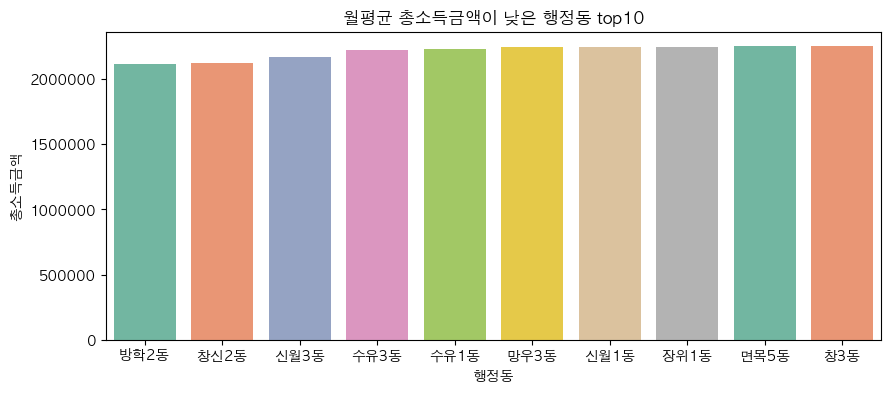 월평균 총소득금액이 낮은 행정동 top10
총소득금액
2000000
1500000
1000000
500000
0
방학2동 창신2동 신월3동 수유3동 수유1동 망우3동 신월1동 장위1동 면목5동 창3동
행정동